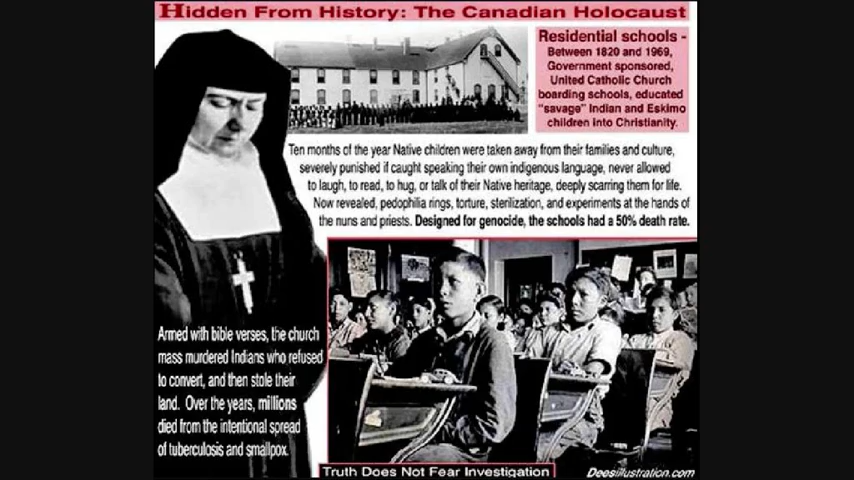 Hidden From History: The Canadian Holocaust
Residential schools -
Between 1820 and 1969,
Government sponsored,
United Catholic Church
boarding schools, educated
“savage” Indian and Eskimo
children into Christianity.
Ten months of the year Native children were taken away from their families and culture,
severely punished if caught speaking their own indigenous language, never allowed
to laugh, to read, to hug, or talk of their Native heritage, deeply scarring them for life.
Now revealed, pedophilia rings, torture, sterilization, and experiments at the hands of
the nuns and priests. Designed for genocide, the schools had a 50% death rate.
Armed with bible verses, the church
mass murdered Indians who refused
to convert, and then stole their
land. Over the years, millions
died from the intentional spread
of tuberculosis and smallpox.
Truth Does Not Fear Investigation
Deesillustration.com